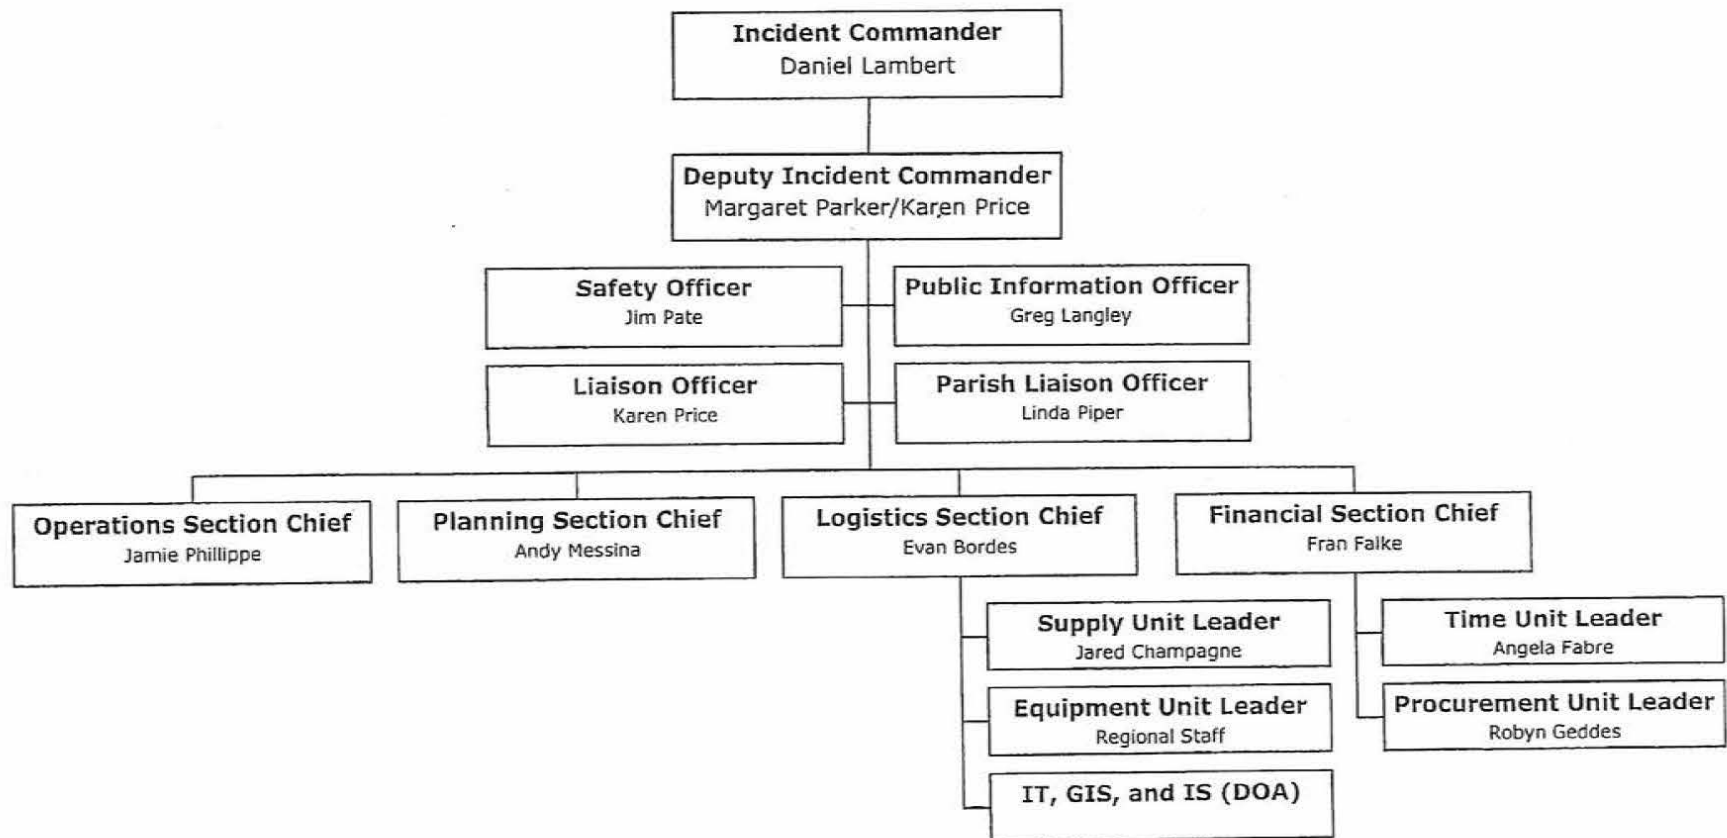 Incident Commander
Daniel Lambert
Deputy Incident Commander
Margaret Parker/Karen Price
Safety Officer
Jim Pate
Public Information Officer
Greg Langley
Liaison Officer
Karen Price
Parish Liaison Officer
Linda Piper
Operations Section Chief
Jamie Phillippe
Planning Section Chief
Andy Messina
Logistics Section Chief
Evan Bordes
Financial Section Chief
Fran Falke
Supply Unit Leader
Jared Champagne
Time Unit Leader
Angela Fabre
Equipment Unit Leader
Regional Staff
Procurement Unit Leader
Robyn Geddes
IT, GIS, and IS (DOA)